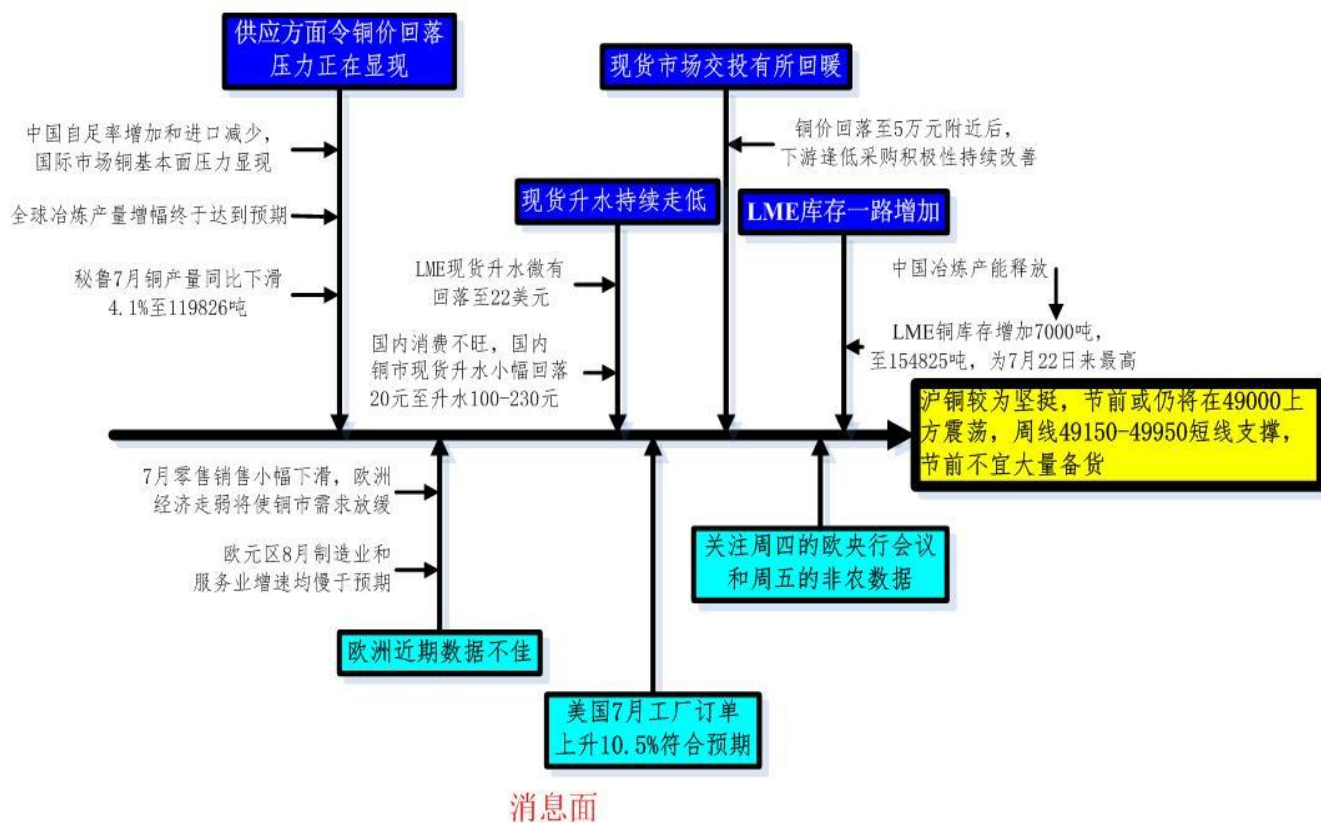 供应方面令铜价回落
压力正在显现
中国自足率增加和进口减少，
国际市场铜基本面压力显现
全球冶炼产量增幅终于达到预期
秘鲁7月铜产量同比下滑
4.1%至119826吨
现货升水持续走低
LME现货升水微有
回落至22美元
国内消费不旺，国内
铜市现货升水小幅回落
20元至升水100-230元
现货市场交投有所回暖
铜价回落至5万元附近后，
下游逢低采购积极性持续改善
LME库存一路增加
中国冶炼产能释放
LME铜库存增加7000吨，
至154825吨，为7月22日来最高
沪铜较为坚挺，节前或仍将在49000上
方震荡，周线49150-49950短线支撑，
节前不宜大量备货
7月零售销售小幅下滑，欧洲
经济走弱将使铜市需求放缓
欧元区8月制造业和
服务业增速均慢于预期
欧洲近期数据不佳
美国7月工厂订单
上升10.5%符合预期
关注周四的欧央行会议
和周五的非农数据
消息面